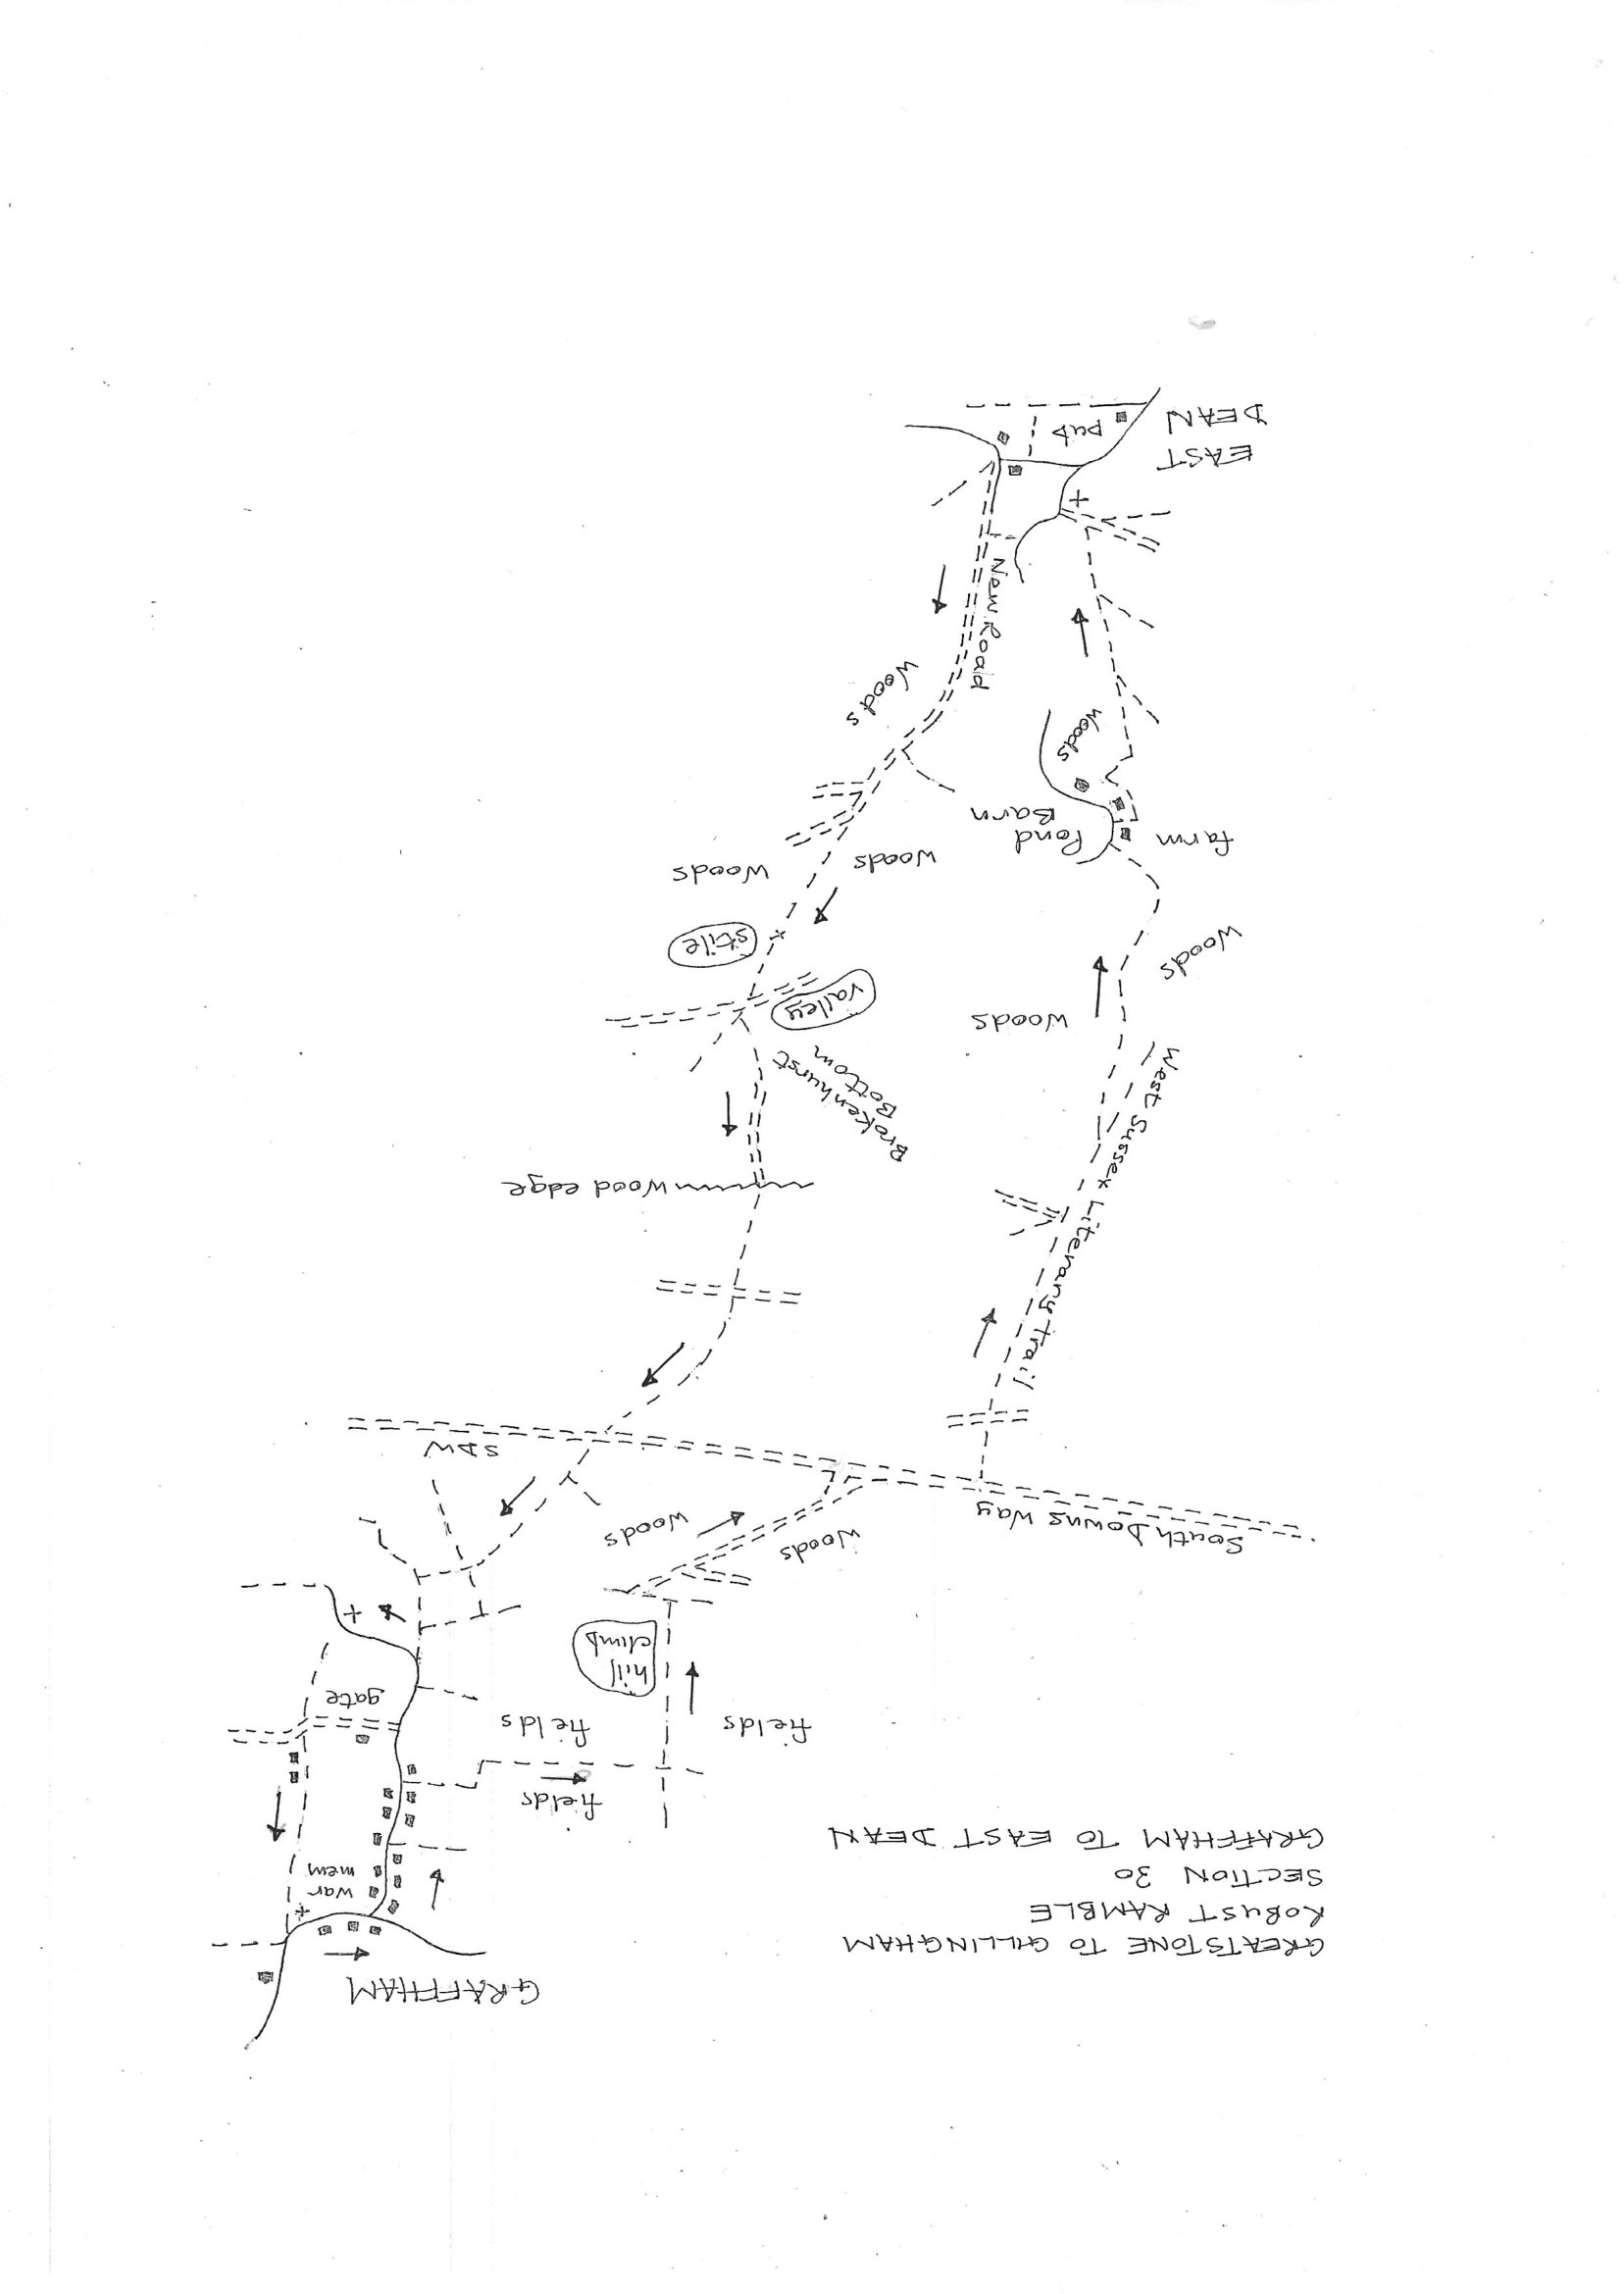 GRAFFHAM
GREATSTONE TO GILLINGHAM
ROBUST RAMBLE
SECTION 30
GRAFFHAM TO EAST DEAN
war
mem
fields
fields
fields
gate
hill
climb
Woods
Woods
South Downs Way
SDW
West Sussex Literary Trail
Wood edge
Brokenhurst
Bottom
valley
Woods
Woods
stile
Woods
Woods
farm
Pond
Barn
Woods
Woods
New Road
EAST
DEAN
pub